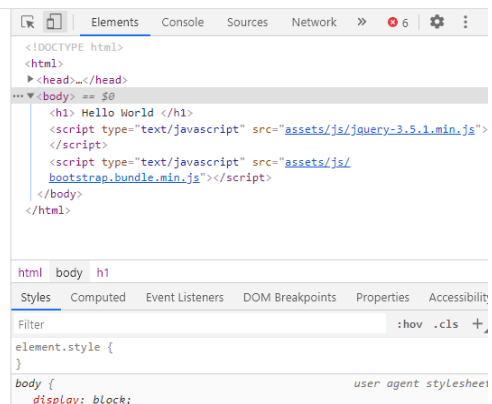 Elements Console Sources Network » 6
<!DOCTYPE html>
<html>
<head>…</head>
··· <body> == $0
<h1> Hello World </h1>
<script type="text/javascript" src="assets/js/jquery-3.5.1.min.js">
</script>
<script type="text/javascript" src="assets/js/
bootstrap.bundle.min.js"></script>
</body>
</html>
html body h1
Styles Computed Event Listeners DOM Breakpoints Properties Accessibility
Filter :hov .cls +
element.style {
}
body { user agent stylesheet
display: block;